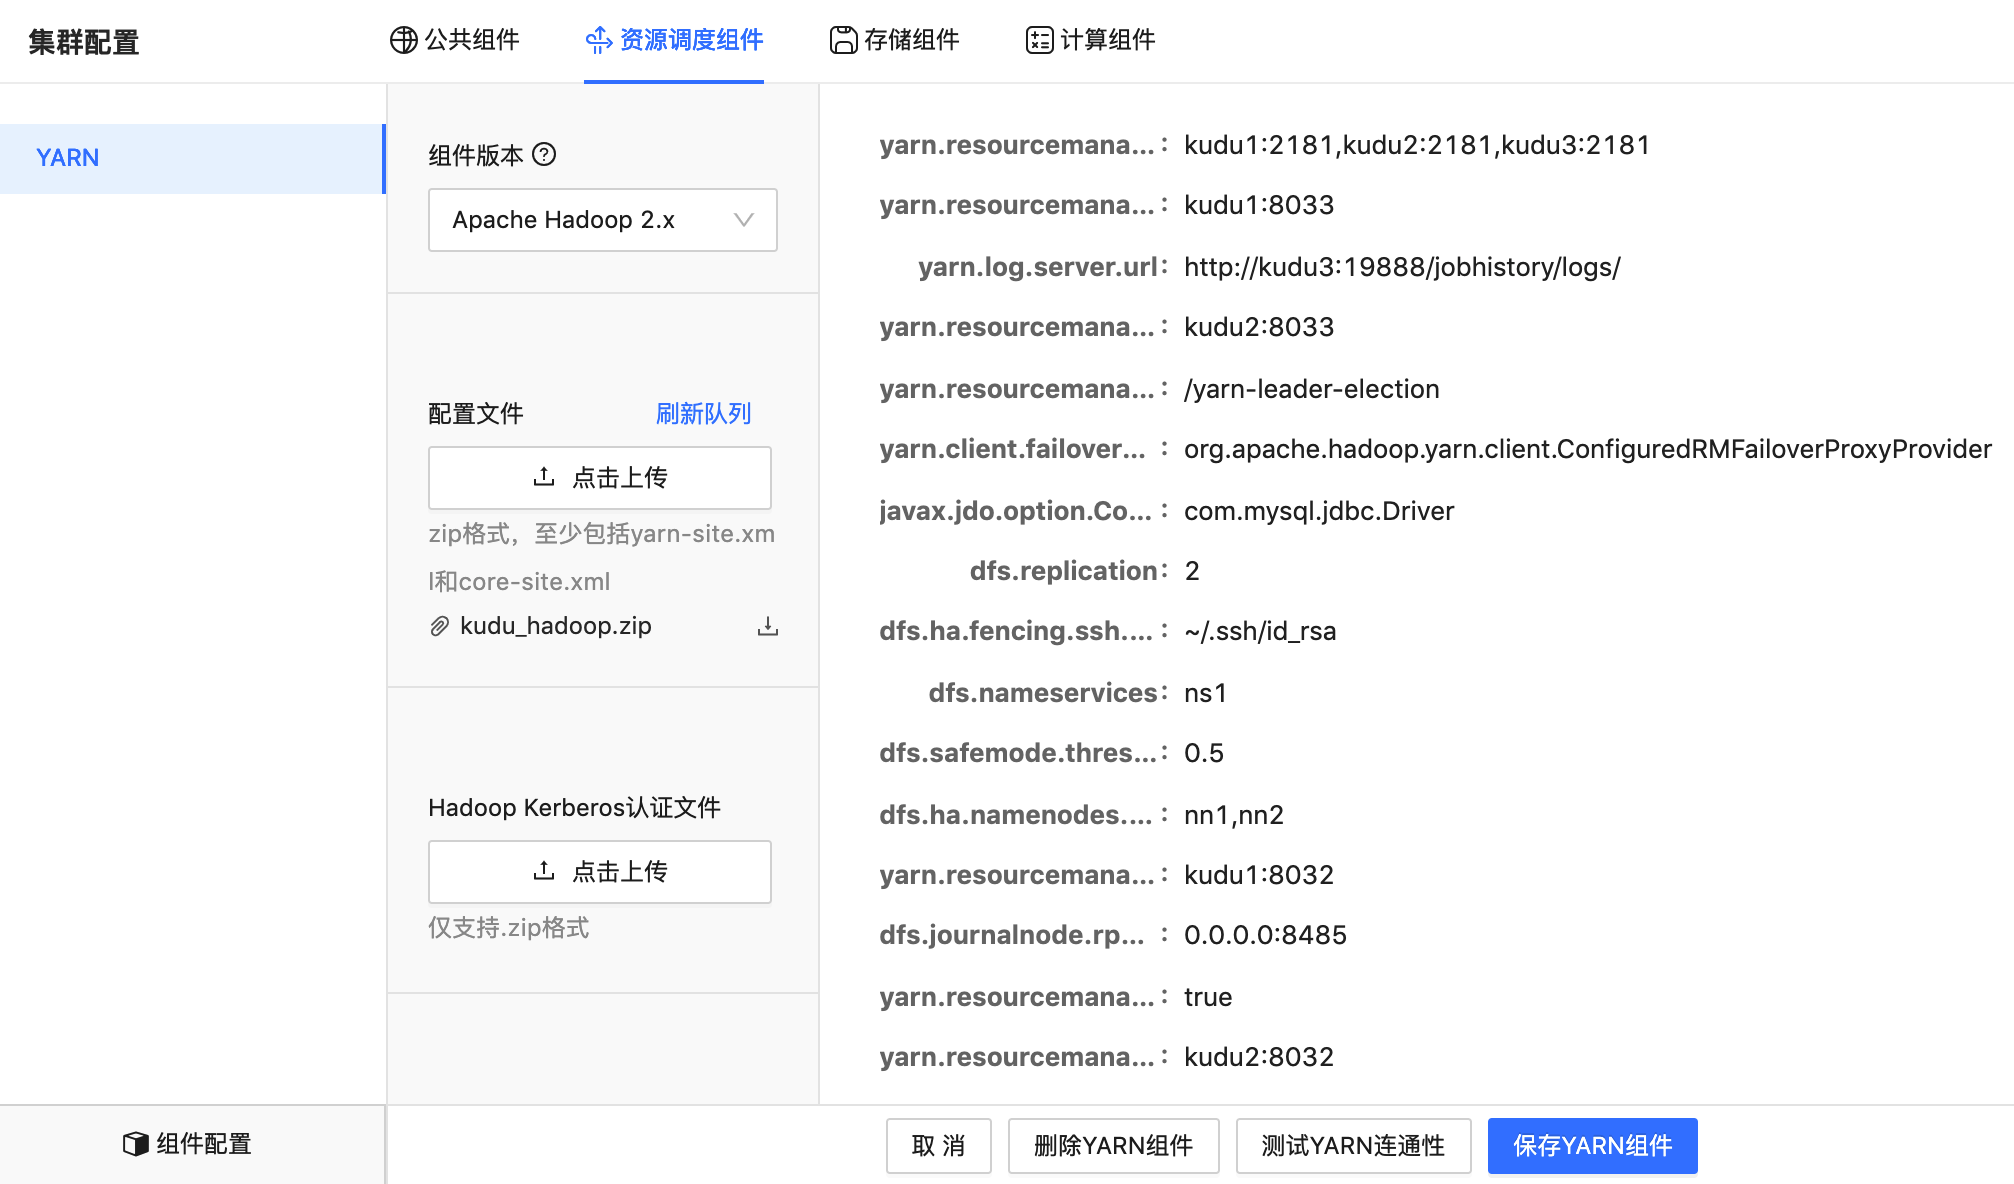 集群配置
公共组件
资源调度组件
存储组件
计算组件
YARN
组件版本
Apache Hadoop 2.x
配置文件 刷新队列
点击上传
zip格式，至少包括yarn-site.xm
l和core-site.xml
kudu_hadoop.zip
Hadoop Kerberos认证文件
点击上传
仅支持.zip格式
yarn.resourcemana...： kudu1:2181,kudu2:2181,kudu3:2181
yarn.resourcemana...： kudu1:8033
yarn.log.server.url： http://kudu3:19888/jobhistory/logs/
yarn.resourcemana...： kudu2:8033
yarn.resourcemana...： /yarn-leader-election
yarn.client.failover...： org.apache.hadoop.yarn.client.ConfiguredRMFailoverProxyProvider
javax.jdo.option.Co...： com.mysql.jdbc.Driver
dfs.replication： 2
dfs.ha.fencing.ssh....： ~/.ssh/id_rsa
dfs.nameservices： ns1
dfs.safemode.thres...： 0.5
dfs.ha.namenodes....： nn1,nn2
yarn.resourcemana...： kudu1:8032
dfs.journalnode.rp...： 0.0.0.0:8485
yarn.resourcemana...： true
yarn.resourcemana...： kudu2:8032
组件配置
取 消
删除YARN组件
测试YARN连通性
保存YARN组件